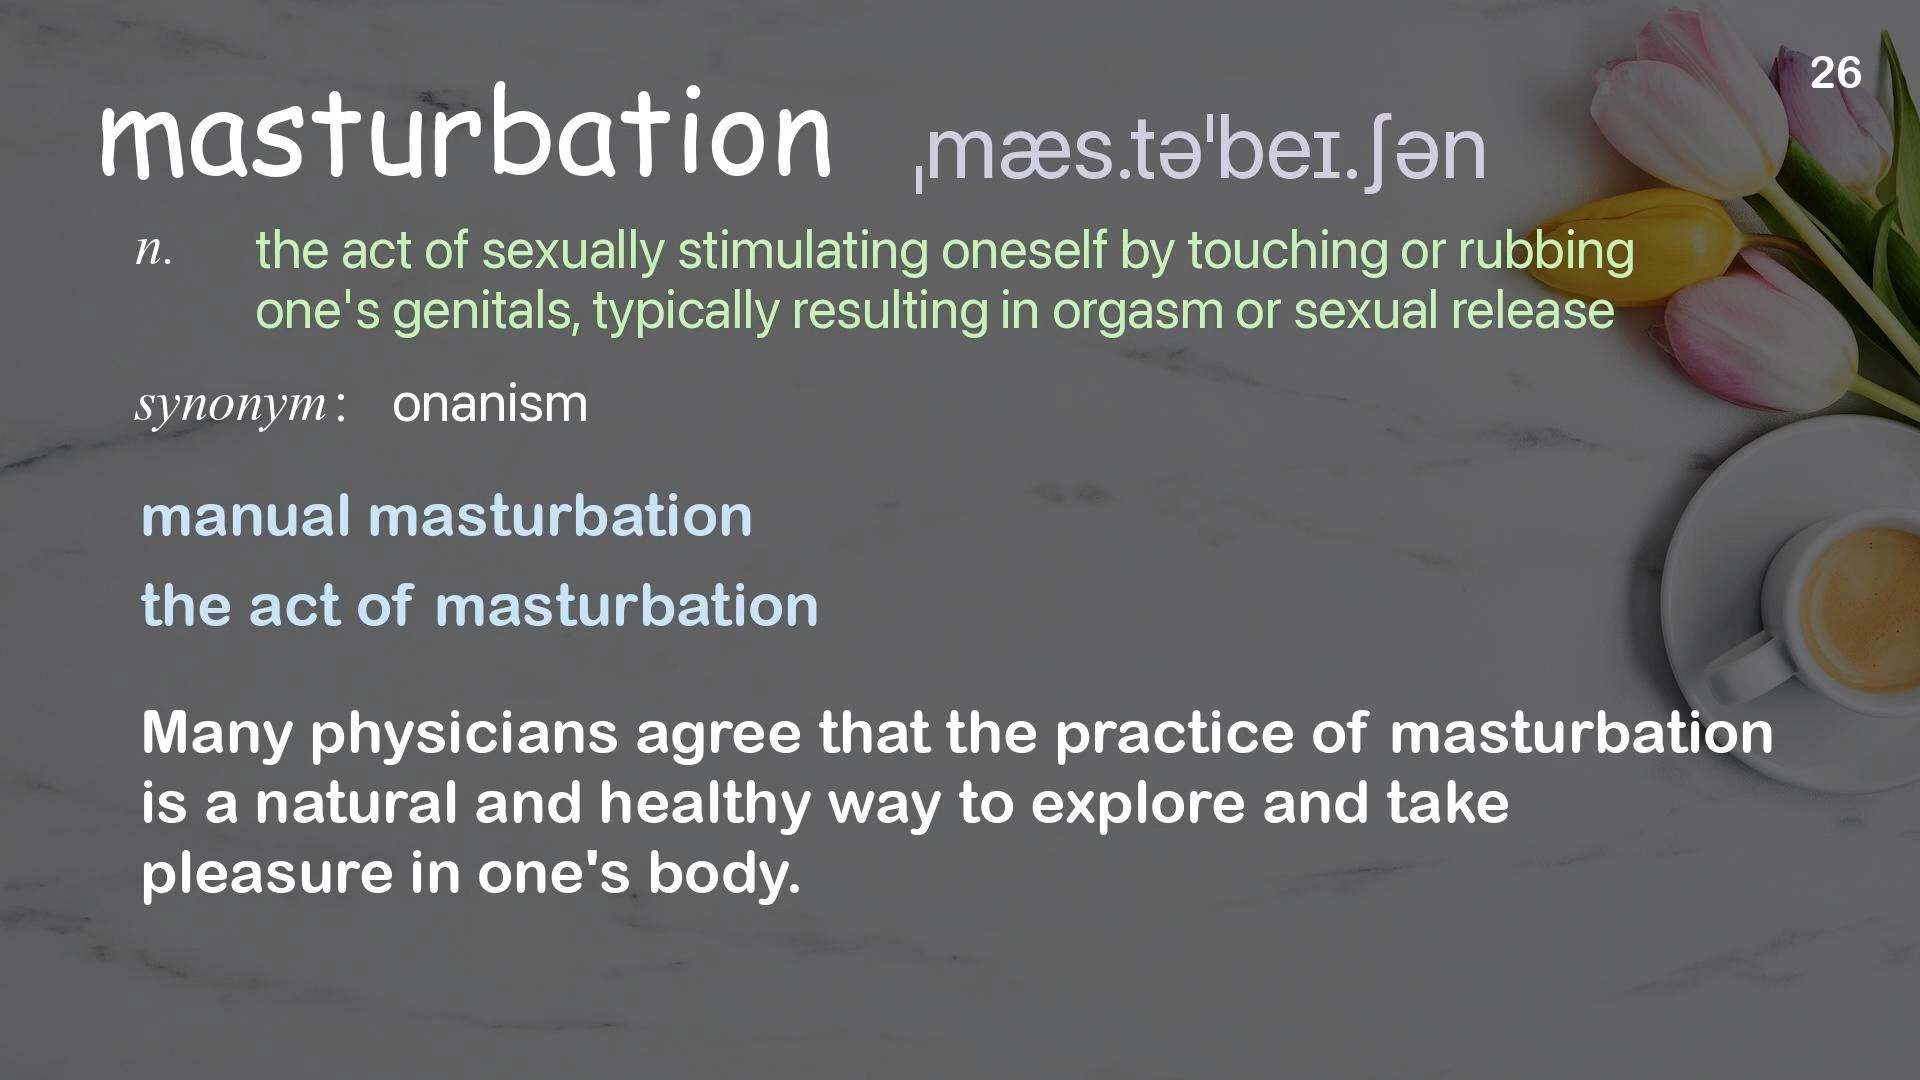 26
masturbation ˌmæs.təˈbeɪ.ʃən
n. the act of sexually stimulating oneself by touching or rubbing
one's genitals, typically resulting in orgasm or sexual release
synonym: onanism
manual masturbation
the act of masturbation
Many physicians agree that the practice of masturbation
is a natural and healthy way to explore and take
pleasure in one's body.